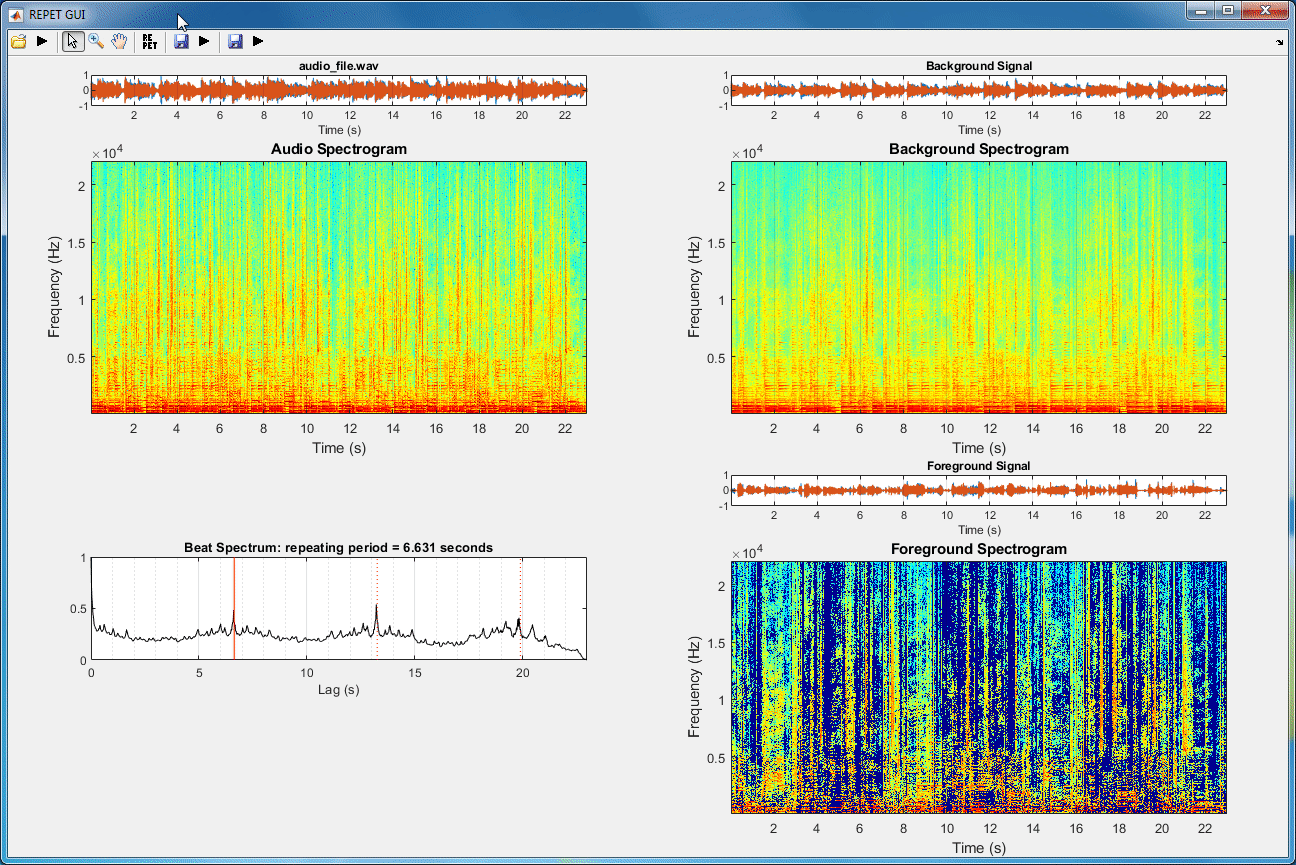 REPET GUI
RE
PET
audio_file.wav
1
0
-1
2 4 6 8 10 12 14 16 18 20 22
Time (s)
Audio Spectrogram
×10^4
2
1.5
1
0.5
Frequency (Hz)
2 4 6 8 10 12 14 16 18 20 22
Time (s)
Beat Spectrum: repeating period = 6.631 seconds
1
0.5
0
0 5 10 15 20
Lag (s)
Background Signal
1
0
-1
2 4 6 8 10 12 14 16 18 20 22
Time (s)
Background Spectrogram
×10^4
2
1.5
1
0.5
Frequency (Hz)
2 4 6 8 10 12 14 16 18 20 22
Time (s)
Foreground Signal
1
0
-1
2 4 6 8 10 12 14 16 18 20 22
Time (s)
Foreground Spectrogram
×10^4
2
1.5
1
0.5
Frequency (Hz)
2 4 6 8 10 12 14 16 18 20 22
Time (s)